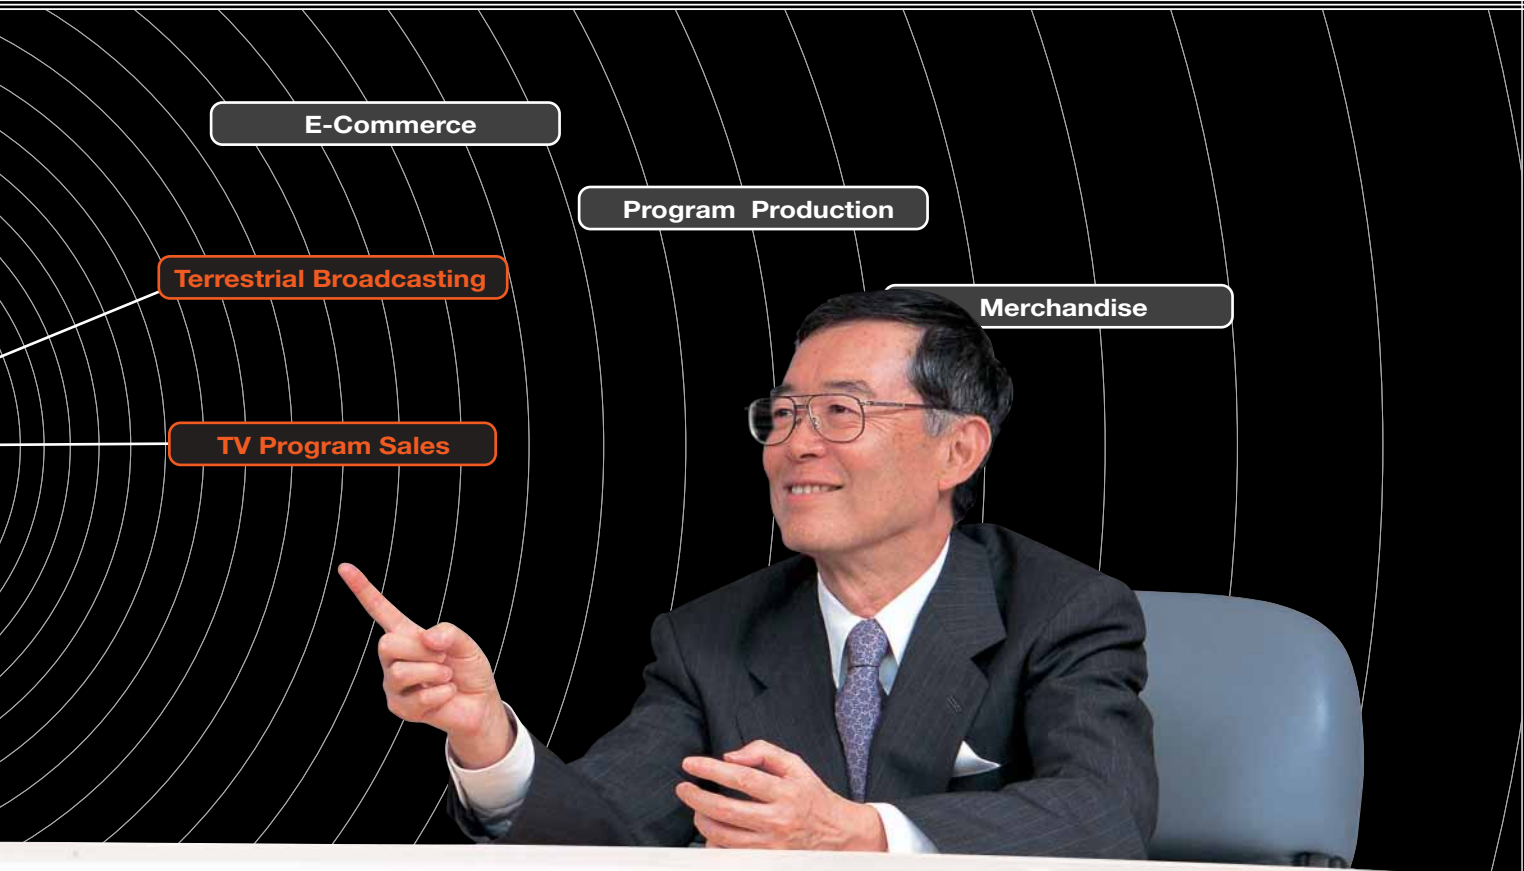 E-Commerce
Program Production
Terrestrial Broadcasting
Merchandise
TV Program Sales